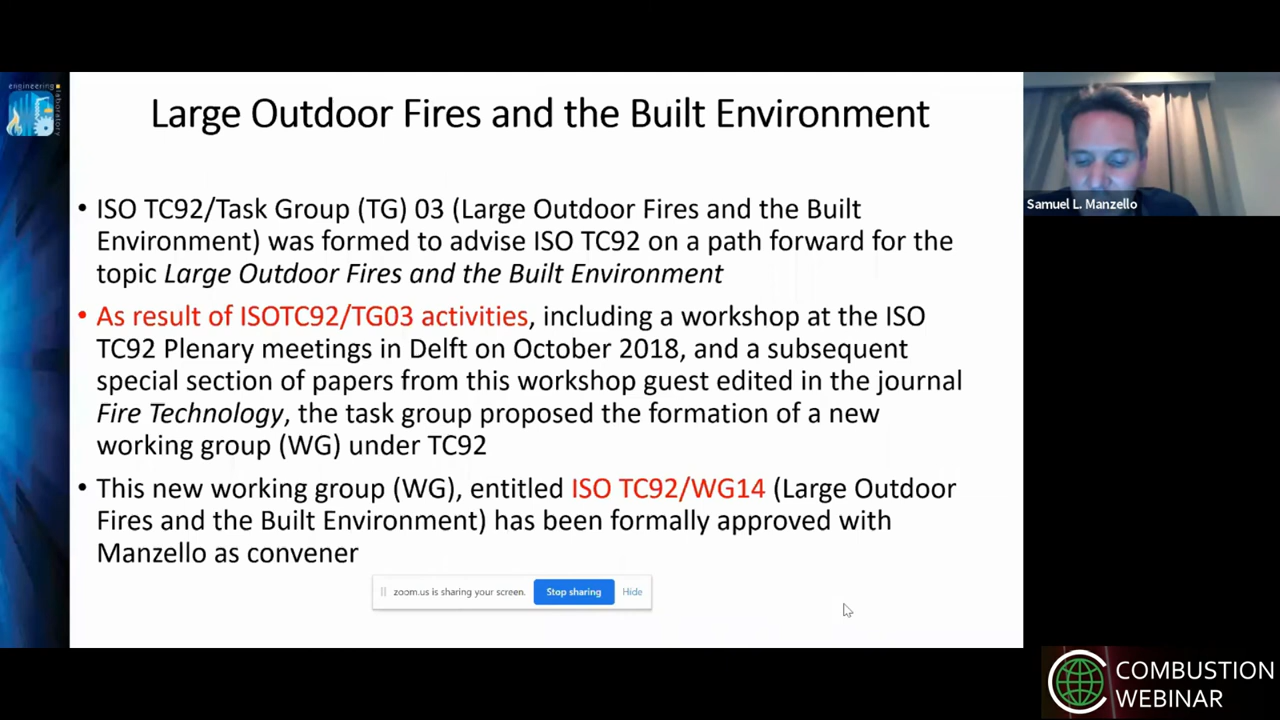 engineering
laboratory
Large Outdoor Fires and the Built Environment
• ISO TC92/Task Group (TG) 03 (Large Outdoor Fires and the Built
Environment) was formed to advise ISO TC92 on a path forward for the
topic Large Outdoor Fires and the Built Environment
• As result of ISOTC92/TG03 activities, including a workshop at the ISO
TC92 Plenary meetings in Delft on October 2018, and a subsequent
special section of papers from this workshop guest edited in the journal
Fire Technology, the task group proposed the formation of a new
working group (WG) under TC92
• This new working group (WG), entitled ISO TC92/WG14 (Large Outdoor
Fires and the Built Environment) has been formally approved with
Manzello as convener
zoom.us is sharing your screen. Stop sharing Hide
Samuel L. Manzello
COMBUSTION
WEBINAR